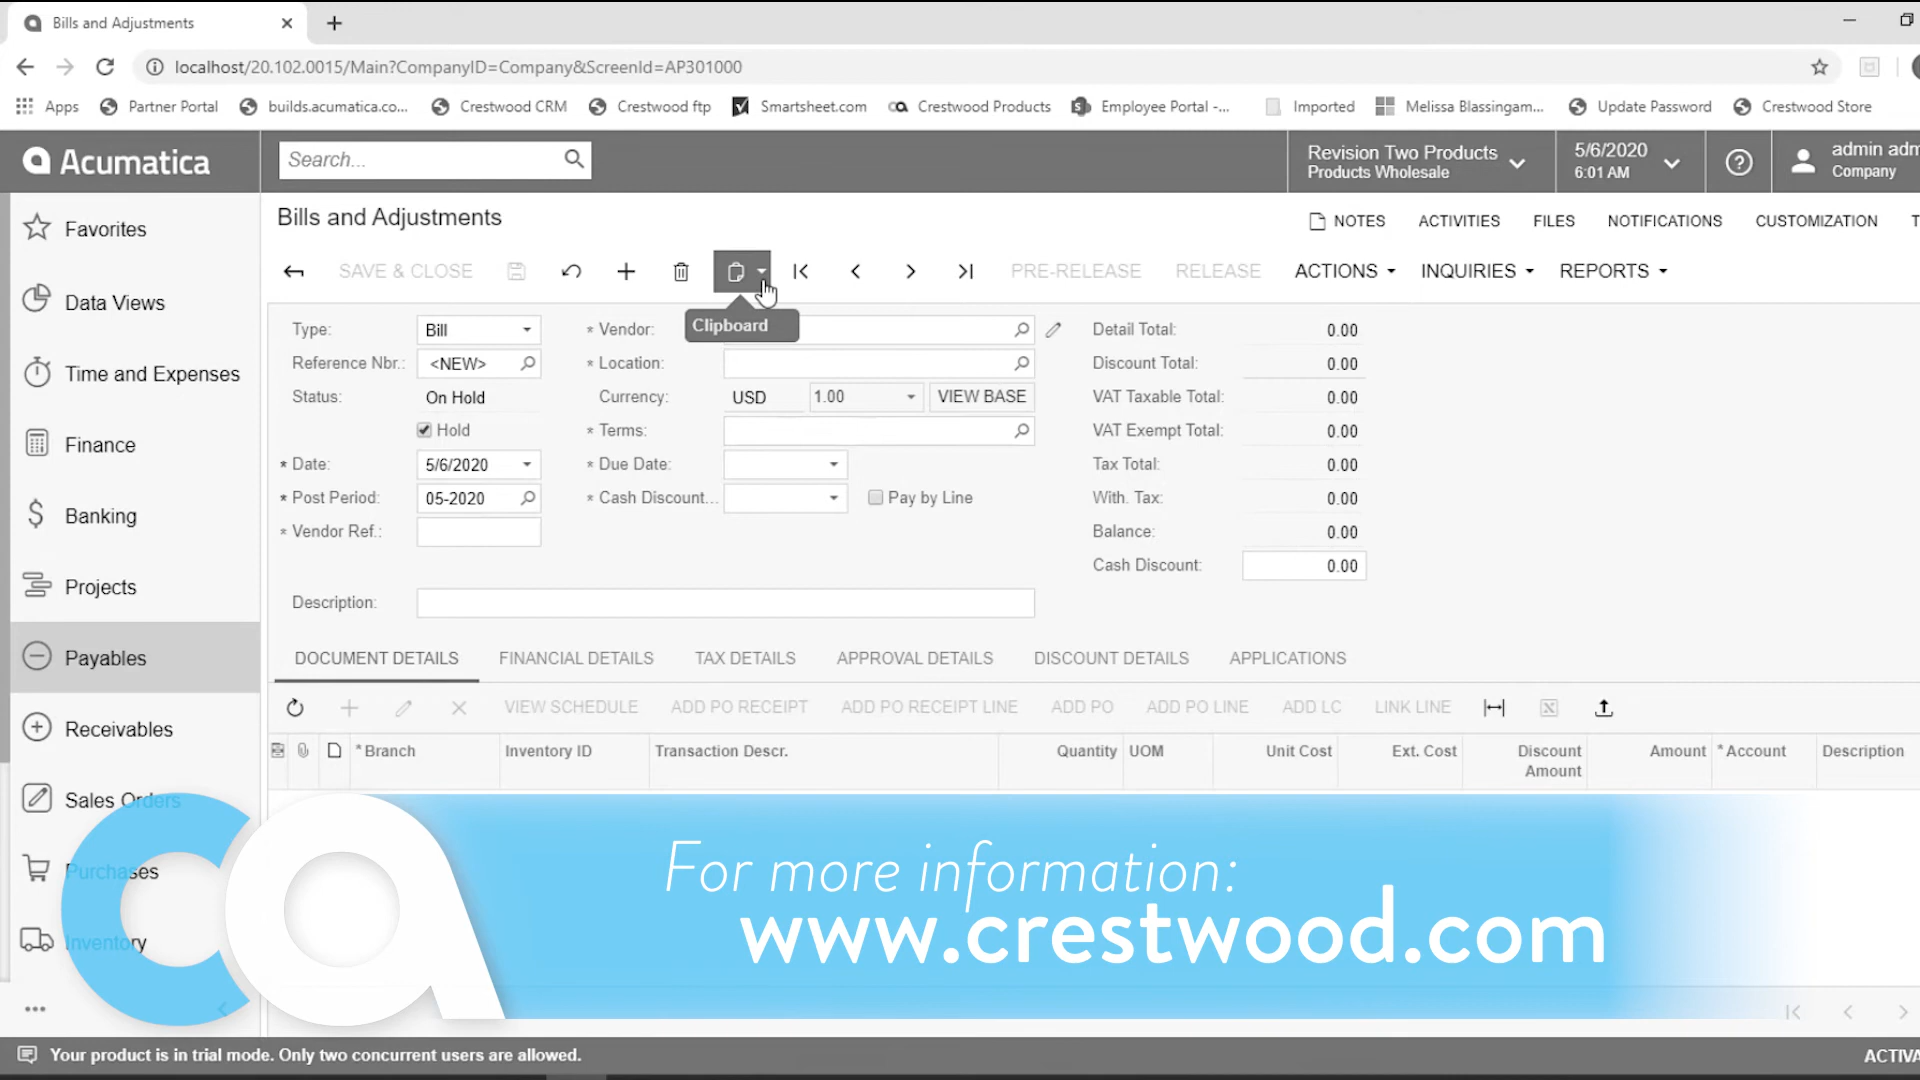 Bills and Adjustments
localhost/20.102.0015/Main?CompanyID=Company&ScreenId=AP301000
Apps Partner Portal builds.acumatica.co... Crestwood CRM Crestwood ftp Smartsheet.com Crestwood Products Employee Portal -... Imported Melissa Blassingam... Update Password Crestwood Store
Acumatica
Search...
Revision Two Products
Products Wholesale
5/6/2020
6:01 AM
admin adm
Company
Favorites
Data Views
Time and Expenses
Finance
Banking
Projects
Payables
Receivables
Sales Orders
Purchases
Inventory
Bills and Adjustments
NOTES ACTIVITIES FILES NOTIFICATIONS CUSTOMIZATION T
SAVE & CLOSE PRE-RELEASE RELEASE ACTIONS INQUIRIES REPORTS
Clipboard
Type: Bill
Reference Nbr.: <NEW>
Status: On Hold
Hold
* Date: 5/6/2020
* Post Period: 05-2020
* Vendor Ref.:
Description:
* Vendor:
* Location:
Currency: USD 1.00 VIEW BASE
* Terms:
* Due Date:
* Cash Discount... Pay by Line
Detail Total: 0.00
Discount Total: 0.00
VAT Taxable Total: 0.00
VAT Exempt Total: 0.00
Tax Total: 0.00
With. Tax: 0.00
Balance: 0.00
Cash Discount: 0.00
DOCUMENT DETAILS FINANCIAL DETAILS TAX DETAILS APPROVAL DETAILS DISCOUNT DETAILS APPLICATIONS
VIEW SCHEDULE ADD PO RECEIPT ADD PO RECEIPT LINE ADD PO ADD PO LINE ADD LC LINK LINE
* Branch Inventory ID Transaction Descr. Quantity UOM Unit Cost Ext. Cost Discount Amount Amount * Account Description
ca
For more information:
www.crestwood.com
Your product is in trial mode. Only two concurrent users are allowed.
ACTIVA